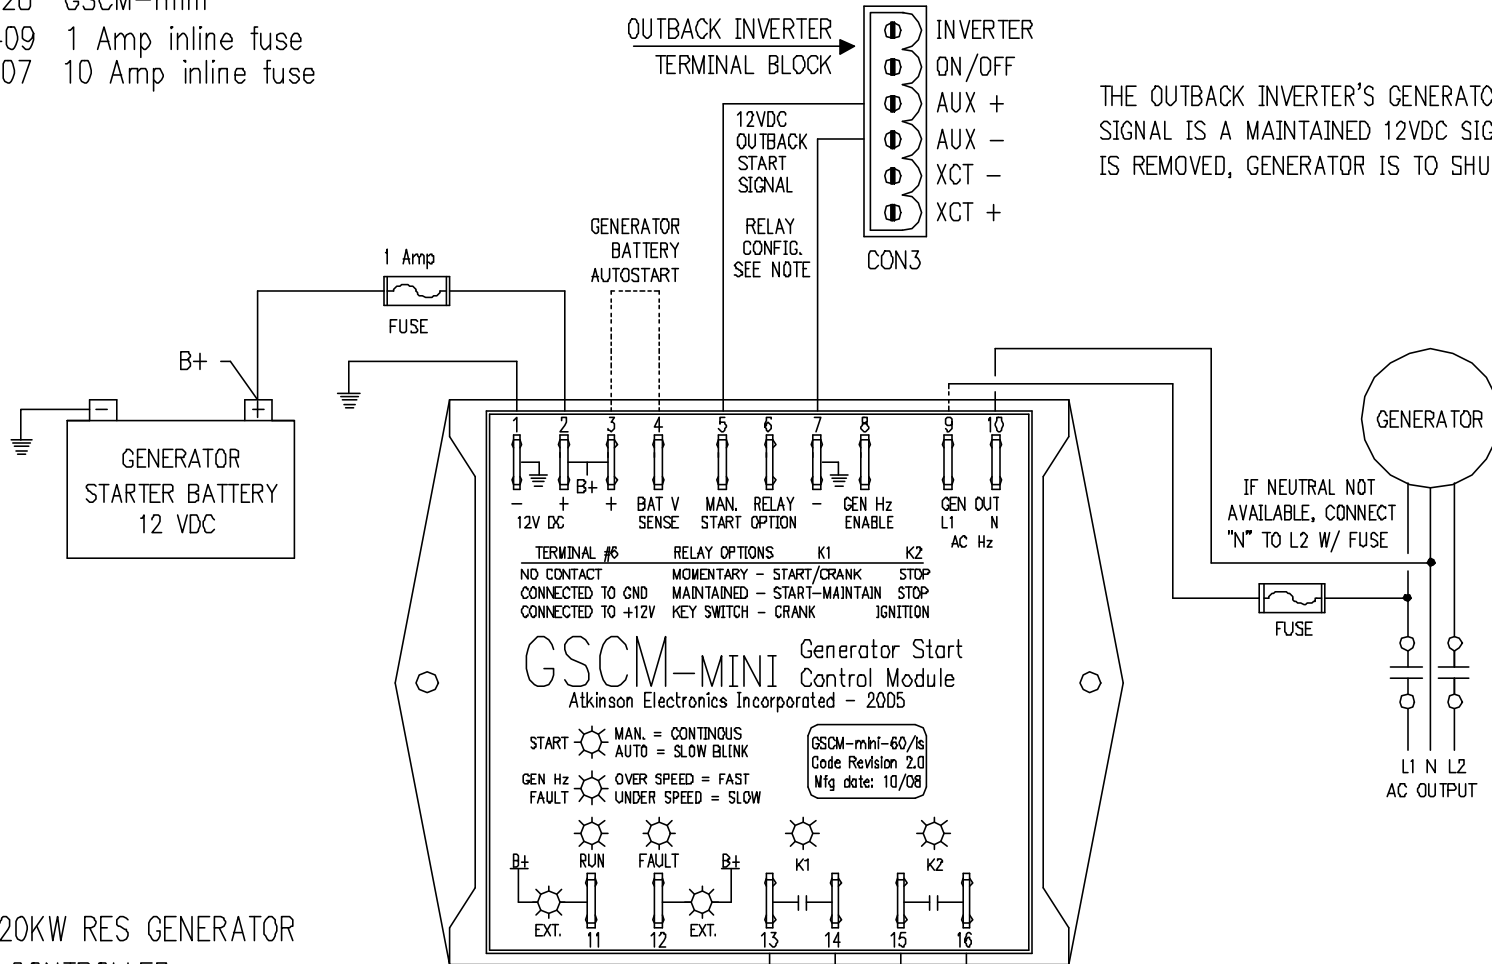 GSCM-mini
1 Amp inline fuse
07 10 Amp inline fuse
OUTBACK INVERTER
TERMINAL BLOCK
INVERTER
ON/OFF
AUX +
AUX -
XCT -
XCT +
CON3
THE OUTBACK INVERTER'S
SIGNAL IS A MAINTAINED 12VDC
IS REMOVED, GENERATOR IS TO
12VDC
OUTBACK
START
SIGNAL
RELAY
CONFIG.
SEE NOTE
GENERATOR
BATTERY
AUTOSTART
1 Amp
FUSE
B+
- +
GENERATOR
STARTER BATTERY
12 VDC
GENERATOR
IF NEUTRAL NOT
AVAILABLE, CONNECT
"N" TO L2 W/ FUSE
FUSE
L1 N L2
AC OUTPUT
1 2 3 4 5 6 7 8 9 10
B+
- + + BAT V MAN. RELAY - GEN Hz GEN OUT
12V DC SENSE START OPTION ENABLE L1 N
AC Hz
TERMINAL #6 RELAY OPTIONS K1 K2
NO CONTACT MOMENTARY - START/CRANK STOP
CONNECTED TO GND MAINTAINED - START-MAINTAIN STOP
CONNECTED TO +12V KEY SWITCH - CRANK IGNITION
GSCM-MINI Generator Start
Control Module
Atkinson Electronics Incorporated - 2005
START MAN. = CONTINOUS
AUTO = SLOW BLINK
GEN Hz OVER SPEED = FAST
FAULT UNDER SPEED = SLOW
GSCM-mini-60/ls
Code Revision 2.0
Mfg date: 10/08
B+ RUN FAULT B+ K1 K2
EXT. 11 12 EXT. 13 14 15 16
20KW RES GENERATOR